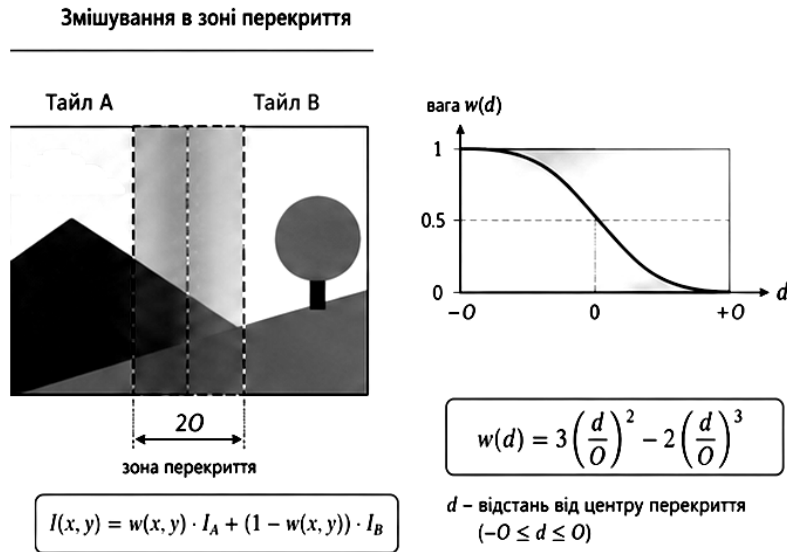 Змішування в зоні перекриття
Тайл А
Тайл В
2O
зона перекриття
I(x, y) = w(x, y) · I_A + (1 − w(x, y)) · I_B
вага w(d)
1
0.5
0
−O
0
+O
d
w(d) = 3(d/O)^2 − 2(d/O)^3
d – відстань від центру перекриття
(−O ≤ d ≤ O)